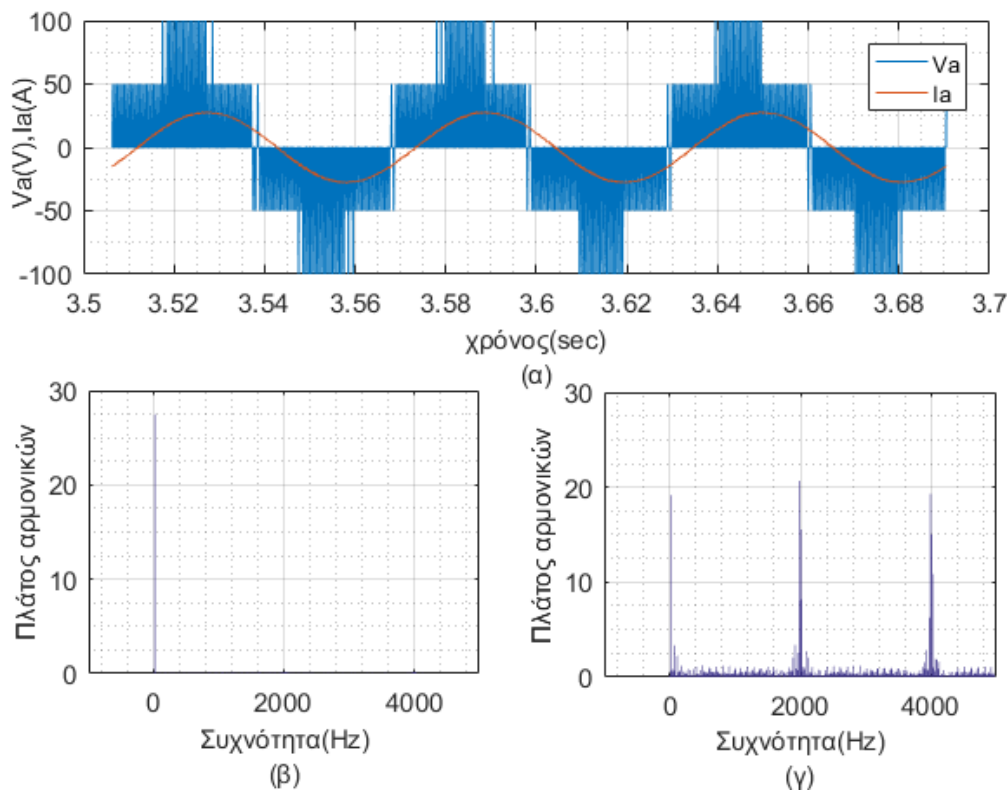 100
50
0
-50
-100
Va(V),Ia(A)
Va
Ia
3.5 3.52 3.54 3.56 3.58 3.6 3.62 3.64 3.66 3.68 3.7
χρόνος(sec)
(α)
30
20
10
0
Πλάτος αρμονικών
0 2000 4000
Συχνότητα(Hz)
(β)
30
20
10
0
Πλάτος αρμονικών
0 2000 4000
Συχνότητα(Hz)
(γ)